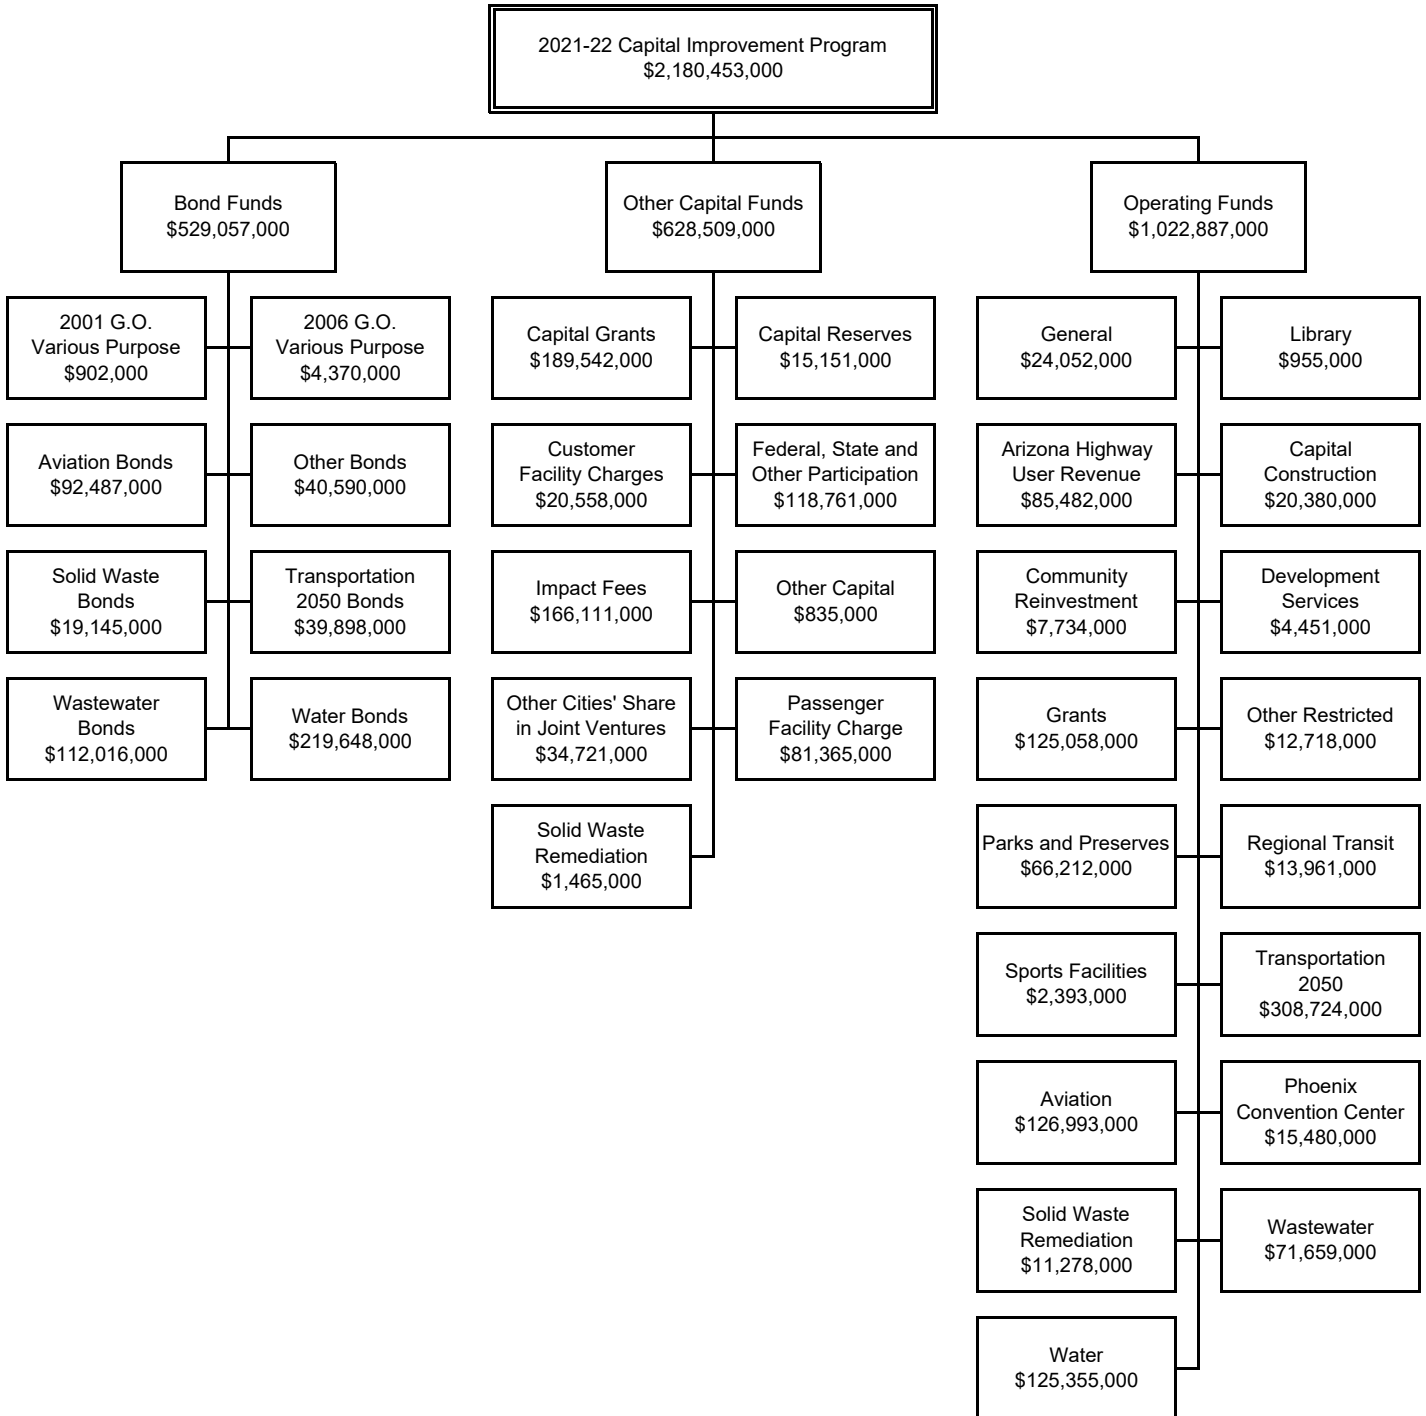 2021-22 Capital Improvement Program
$2,180,453,000
Bond Funds
$529,057,000
Other Capital Funds
$628,509,000
Operating Funds
$1,022,887,000
2001 G.O.
Various Purpose
$902,000
2006 G.O.
Various Purpose
$4,370,000
Aviation Bonds
$92,487,000
Other Bonds
$40,590,000
Solid Waste
Bonds
$19,145,000
Transportation
2050 Bonds
$39,898,000
Wastewater
Bonds
$112,016,000
Water Bonds
$219,648,000
Capital Grants
$189,542,000
Capital Reserves
$15,151,000
Customer
Facility Charges
$20,558,000
Federal, State and
Other Participation
$118,761,000
Impact Fees
$166,111,000
Other Capital
$835,000
Other Cities' Share
in Joint Ventures
$34,721,000
Passenger
Facility Charge
$81,365,000
Solid Waste
Remediation
$1,465,000
General
$24,052,000
Library
$955,000
Arizona Highway
User Revenue
$85,482,000
Capital
Construction
$20,380,000
Community
Reinvestment
$7,734,000
Development
Services
$4,451,000
Grants
$125,058,000
Other Restricted
$12,718,000
Parks and Preserves
$66,212,000
Regional Transit
$13,961,000
Sports Facilities
$2,393,000
Transportation
2050
$308,724,000
Aviation
$126,993,000
Phoenix
Convention Center
$15,480,000
Solid Waste
Remediation
$11,278,000
Wastewater
$71,659,000
Water
$125,355,000